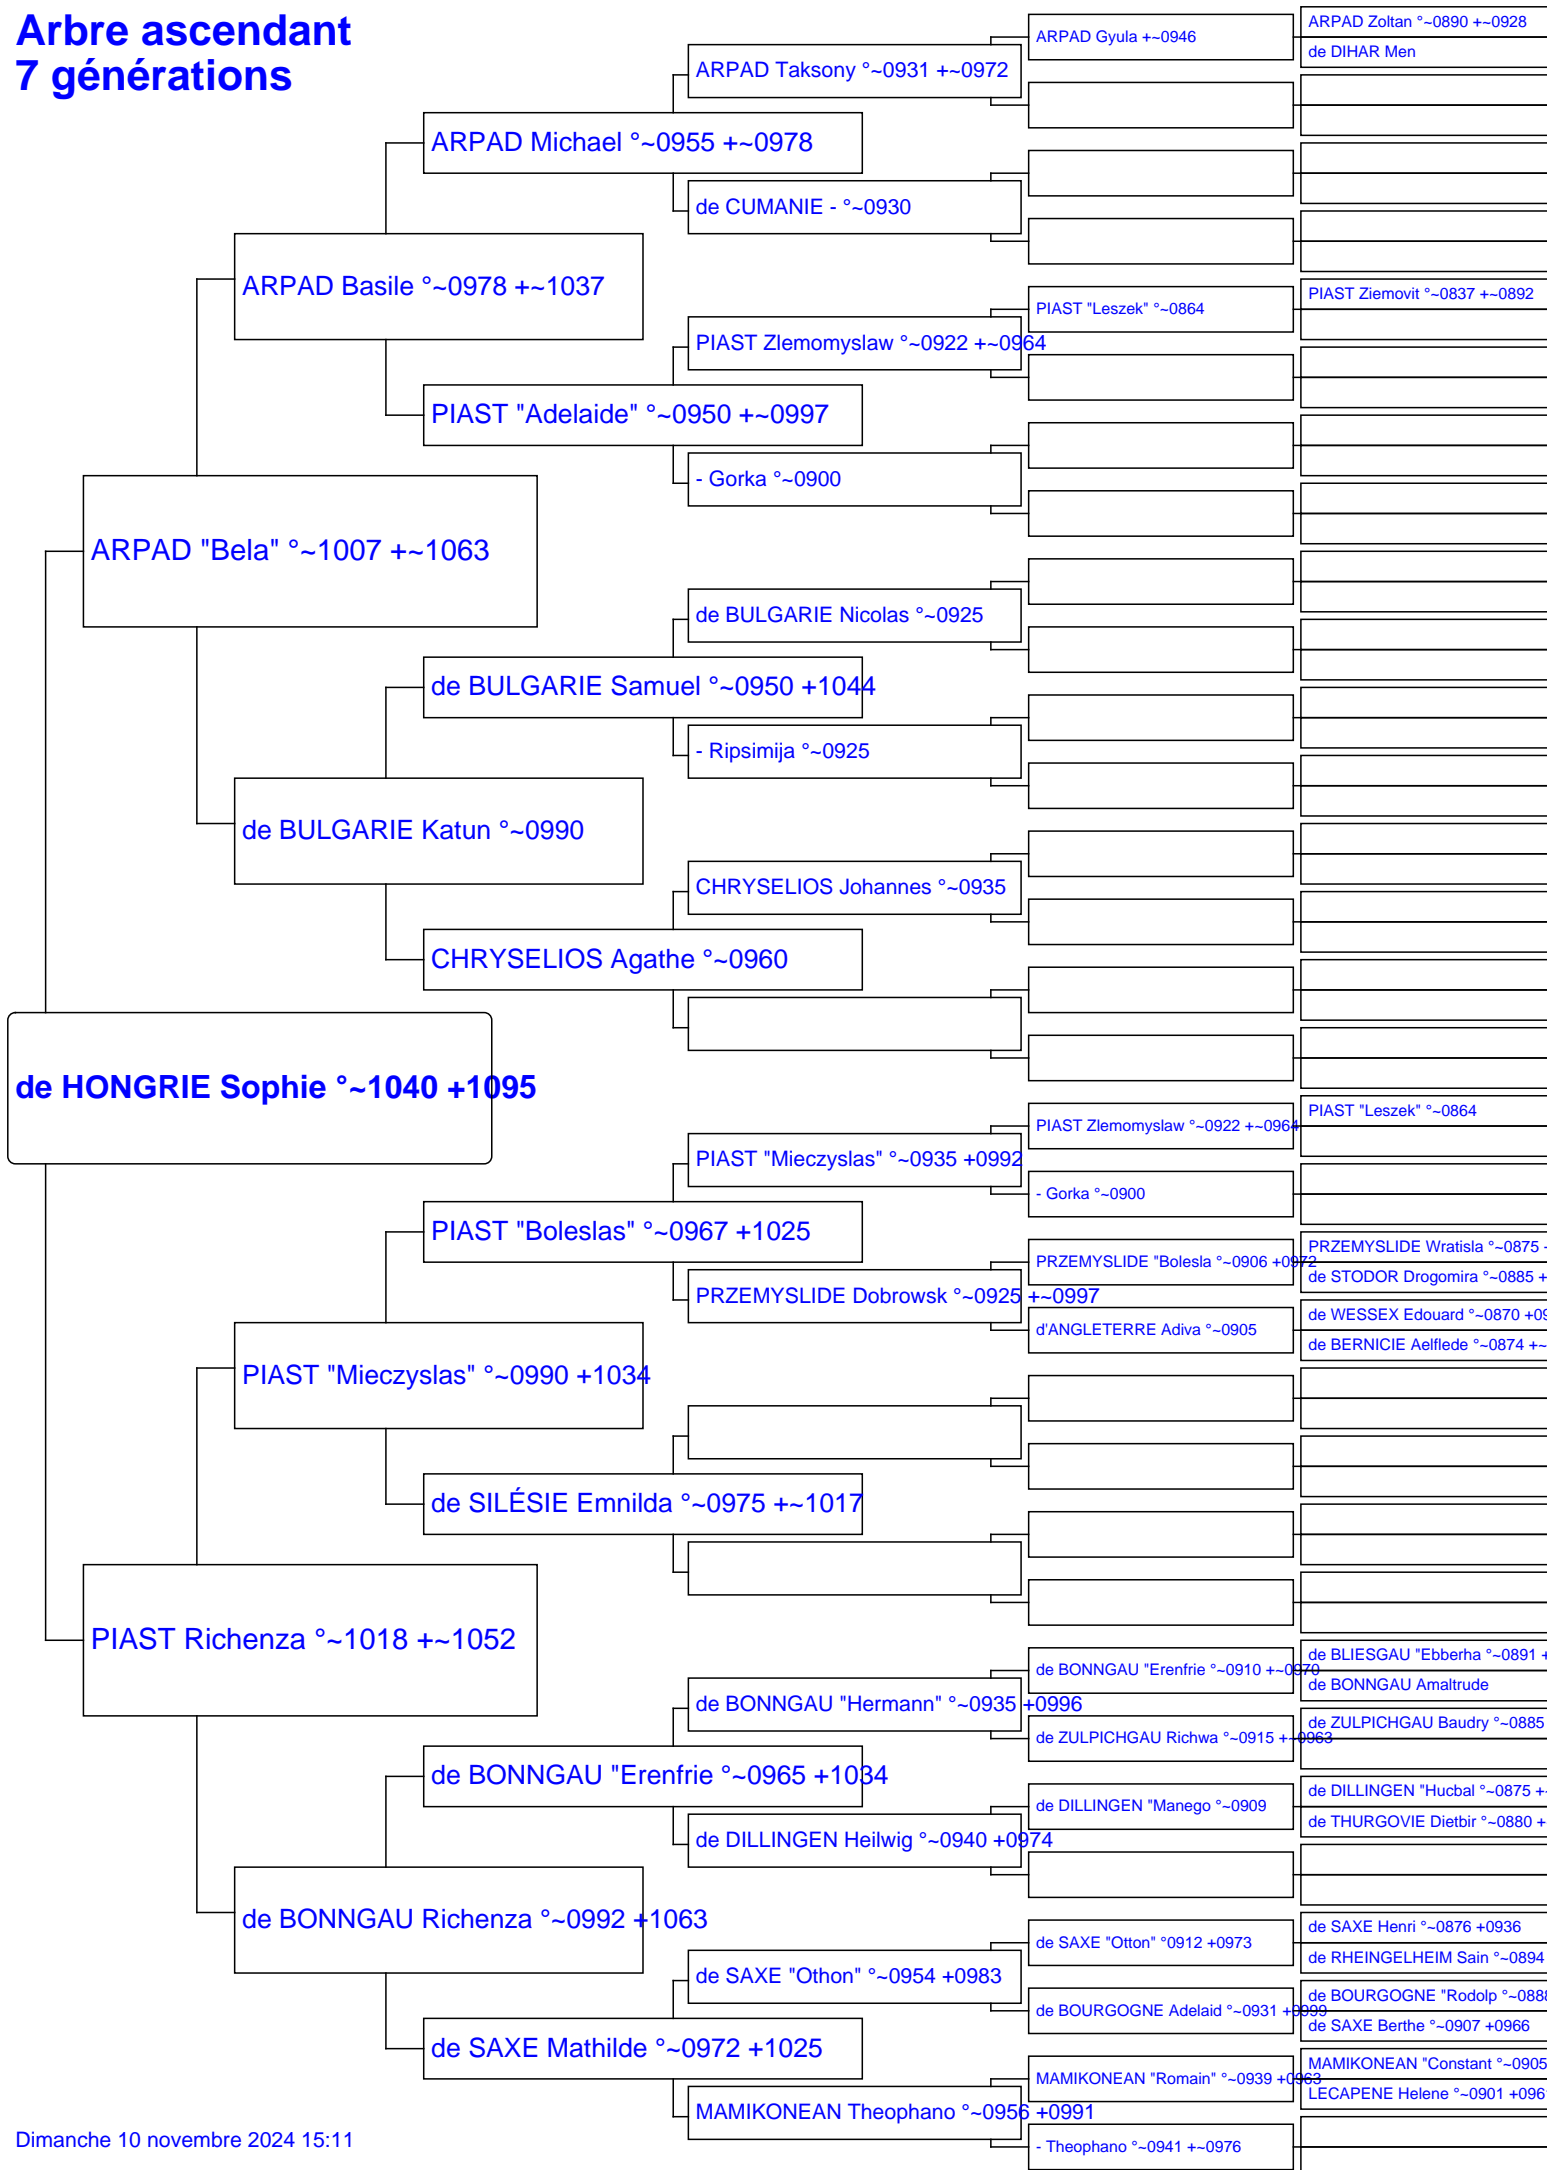 Arbre ascendant
7 générations
de HONGRIE Sophie °~1040 +1095
ARPAD "Bela" °~1007 +~1063
PIAST Richenza °~1018 +~1052
ARPAD Basile °~0978 +~1037
de BULGARIE Katun °~0990
PIAST "Mieczyslas" °~0990 +1034
de BONNGAU Richenza °~0992 +1063
ARPAD Michael °~0955 +~0978
PIAST "Adelaide" °~0950 +~0997
de BULGARIE Samuel °~0950 +1044
CHRYSELIOS Agathe °~0960
PIAST "Boleslas" °~0967 +1025
de SILÉSIE Emnilda °~0975 +~1017
de BONNGAU "Erenfrie °~0965 +1034
de SAXE Mathilde °~0972 +1025
ARPAD Taksony °~0931 +~0972
de CUMANIE - °~0930
PIAST Zlemomyslaw °~0922 +~0964
- Gorka °~0900
de BULGARIE Nicolas °~0925
- Ripsimija °~0925
CHRYSELIOS Johannes °~0935
PIAST "Mieczyslas" °~0935 +0992
PRZEMYSLIDE Dobrowsk °~0925 +~0997
de BONNGAU "Hermann" °~0935 +0996
de DILLINGEN Heilwig °~0940 +0974
de SAXE "Othon" °~0954 +0983
MAMIKONEAN Theophano °~0956 +0991
ARPAD Gyula +~0946
PIAST "Leszek" °~0864
PIAST Zlemomyslaw °~0922 +~0964
- Gorka °~0900
PRZEMYSLIDE "Bolesla °~0906 +0972
d'ANGLETERRE Adiva °~0905
de BONNGAU "Erenfrie °~0910 +~0970
de ZULPICHGAU Richwa °~0915 +~0963
de DILLINGEN "Manego °~0909
de SAXE "Otton" °0912 +0973
de BOURGOGNE Adelaid °~0931 +0999
MAMIKONEAN "Romain" °~0939 +0963
- Theophano °~0941 +~0976
ARPAD Zoltan °~0890 +~0928
de DIHAR Men
PIAST Ziemovit °~0837 +~0892
PIAST "Leszek" °~0864
PRZEMYSLIDE Wratisla °~0875 +
de STODOR Drogomira °~0885 +
de WESSEX Edouard °~0870 +09
de BERNICIE Aelflede °~0874 +~
de BLIESGAU "Ebberha °~0891 +
de BONNGAU Amaltrude
de ZULPICHGAU Baudry °~0885
de DILLINGEN "Hucbal °~0875 +~
de THURGOVIE Dietbir °~0880 +
de SAXE Henri °~0876 +0936
de RHEINGELHEIM Sain °~0894
de BOURGOGNE "Rodolp °~0888
de SAXE Berthe °~0907 +0966
MAMIKONEAN "Constant °~0905
LECAPENE Helene °~0901 +0961
Dimanche 10 novembre 2024 15:11